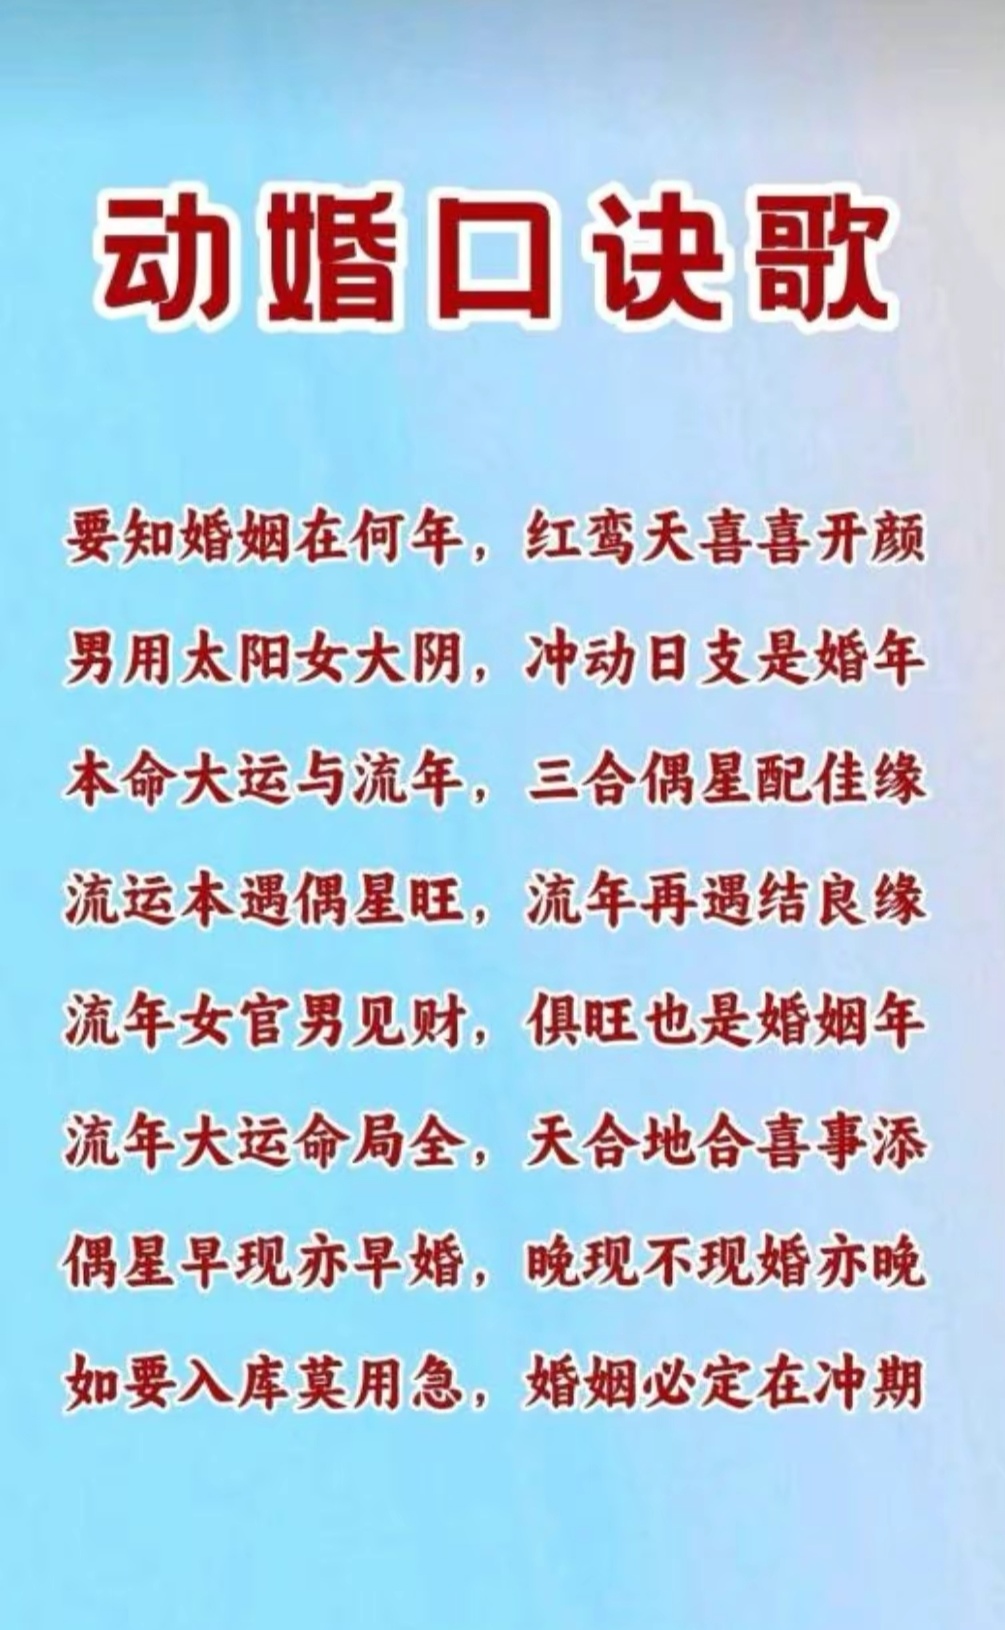 动婚口诀歌
要知婚姻在何年，红鸾天喜喜开颜
男用太阳女大阴，冲动日支是婚年
本命大运与流年，三合偶星配佳缘
流运本遇偶星旺，流年再遇结良缘
流年女官男见财，俱旺也是婚姻年
流年大运命局全，天合地合喜事添
偶星早现亦早婚，晚现不现婚亦晚
如要入库莫用急，婚姻必定在冲期